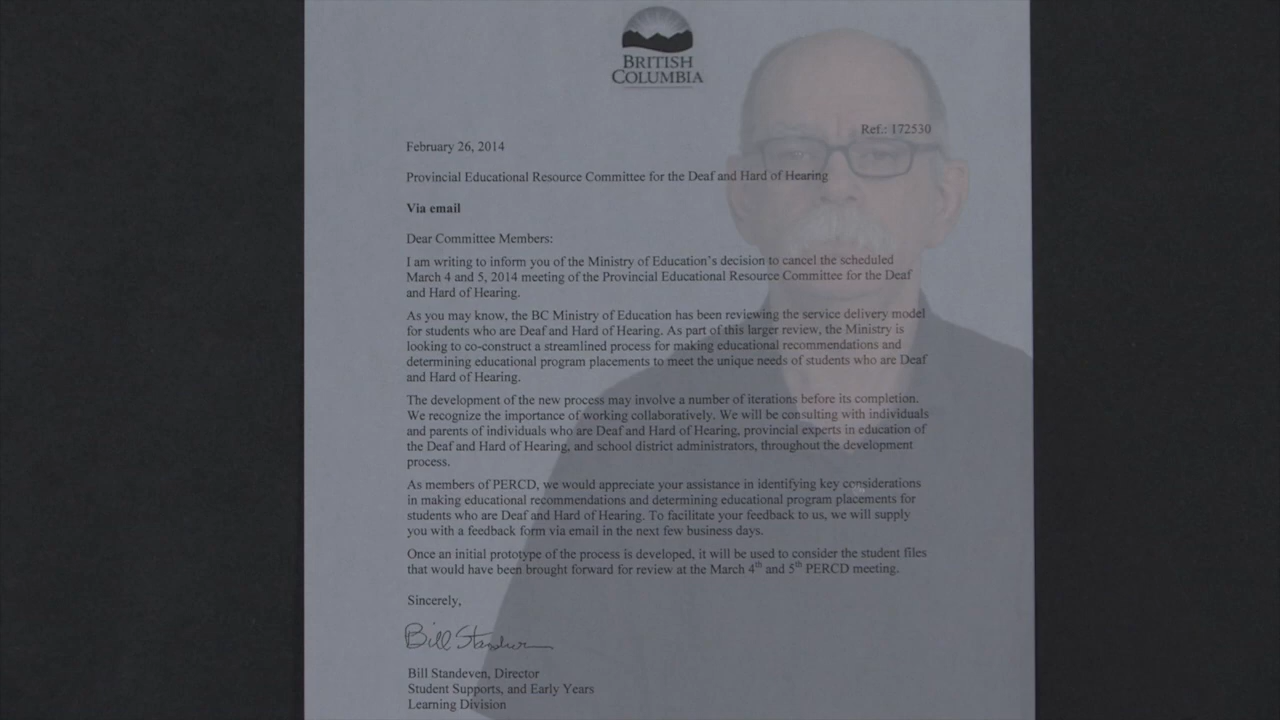 BRITISH
COLUMBIA
Ref.: 172530
February 26, 2014
Provincial Educational Resource Committee for the Deaf and Hard of Hearing
Via email
Dear Committee Members:
I am writing to inform you of the Ministry of Education's decision to cancel the scheduled
March 4 and 5, 2014 meeting of the Provincial Educational Resource Committee for the Deaf
and Hard of Hearing.
As you may know, the BC Ministry of Education has been reviewing the service delivery model
for students who are Deaf and Hard of Hearing. As part of this larger review, the Ministry is
looking to co-construct a streamlined process for making educational recommendations and
determining educational program placements to meet the unique needs of students who are Deaf
and Hard of Hearing.
The development of the new process may involve a number of iterations before its completion.
We recognize the importance of working collaboratively. We will be consulting with individuals
and parents of individuals who are Deaf and Hard of Hearing, provincial experts in education of
the Deaf and Hard of Hearing, and school district administrators, throughout the development
process.
As members of PERCD, we would appreciate your assistance in identifying key considerations
in making educational recommendations and determining educational program placements for
students who are Deaf and Hard of Hearing. To facilitate your feedback to us, we will supply
you with a feedback form via email in the next few business days.
Once an initial prototype of the process is developed, it will be used to consider the student files
that would have been brought forward for review at the March 4th and 5th PERCD meeting.
Sincerely,
Bill Standeven
Bill Standeven, Director
Student Supports, and Early Years
Learning Division